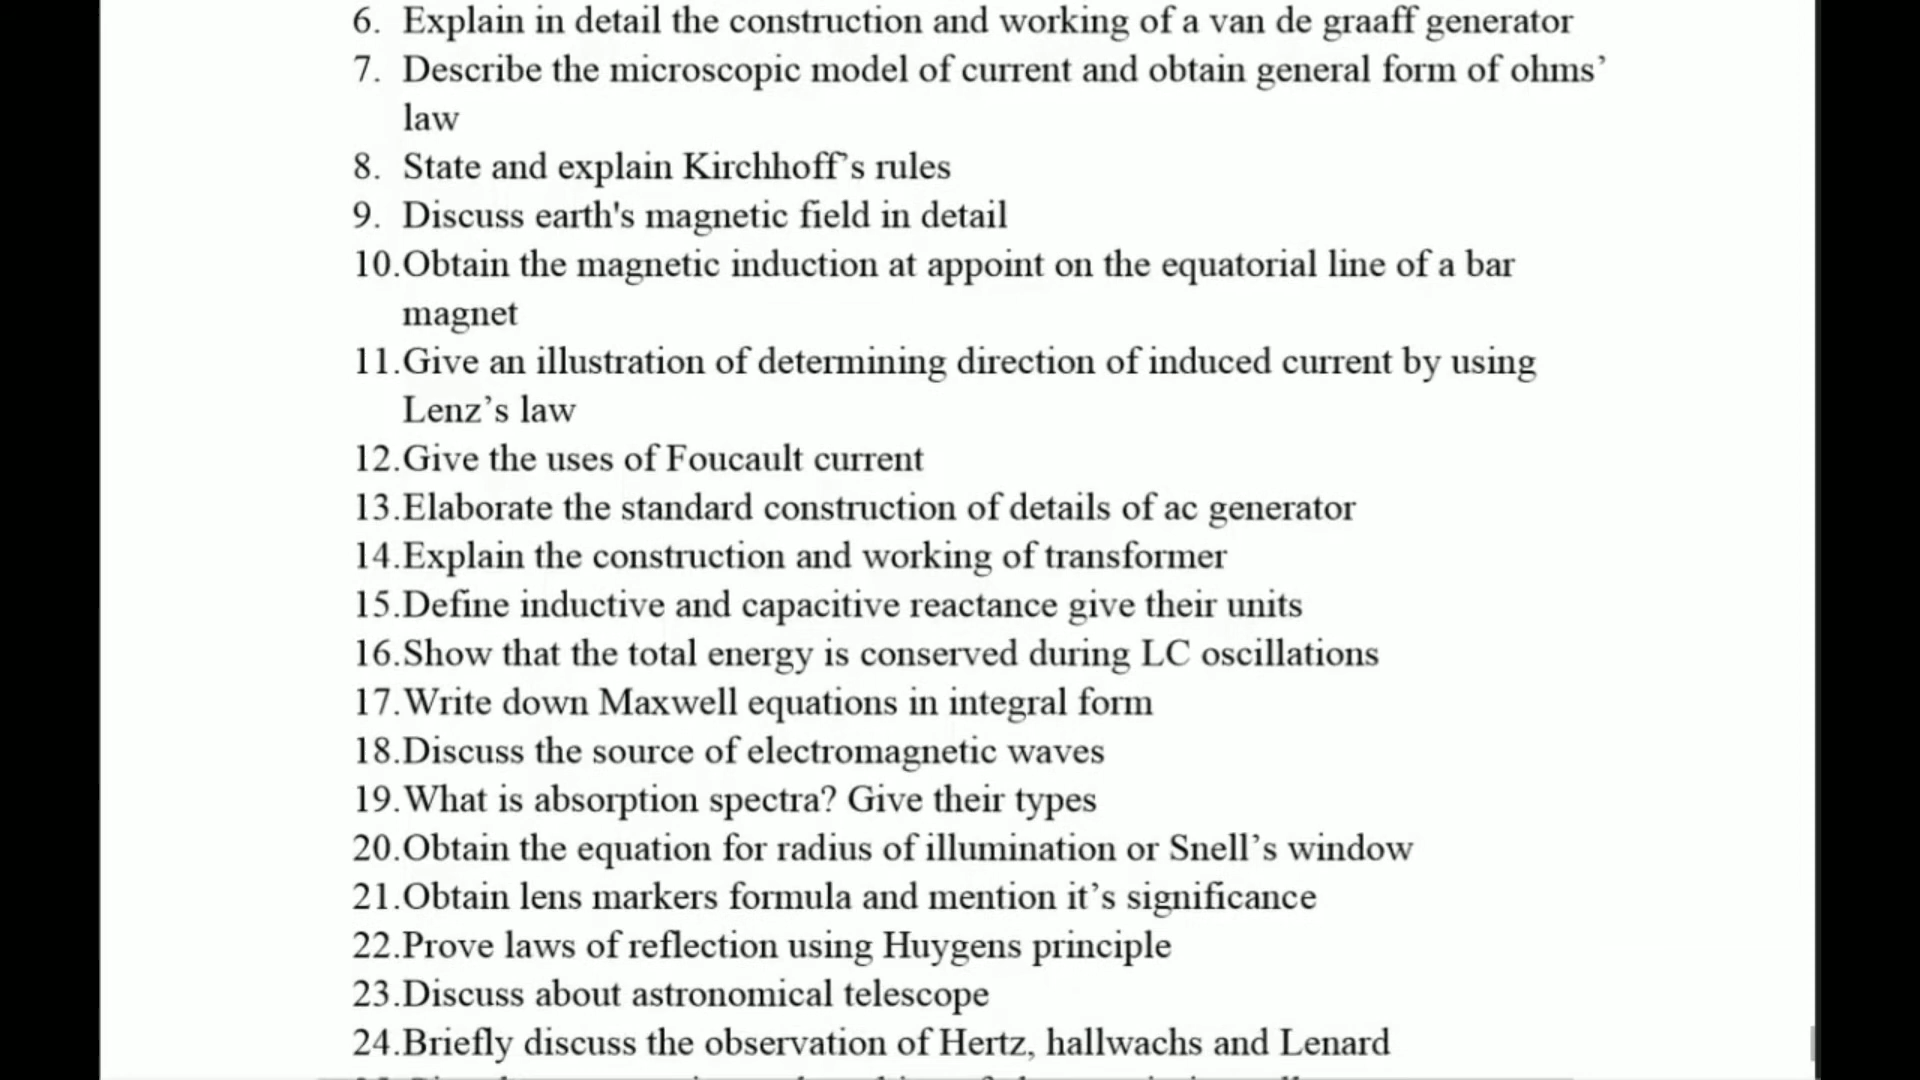 6. Explain in detail the construction and working of a van de graaff generator
7. Describe the microscopic model of current and obtain general form of ohms’
law
8. State and explain Kirchhoff’s rules
9. Discuss earth's magnetic field in detail
10.Obtain the magnetic induction at appoint on the equatorial line of a bar
magnet
11.Give an illustration of determining direction of induced current by using
Lenz’s law
12.Give the uses of Foucault current
13.Elaborate the standard construction of details of ac generator
14.Explain the construction and working of transformer
15.Define inductive and capacitive reactance give their units
16.Show that the total energy is conserved during LC oscillations
17.Write down Maxwell equations in integral form
18.Discuss the source of electromagnetic waves
19.What is absorption spectra? Give their types
20.Obtain the equation for radius of illumination or Snell’s window
21.Obtain lens markers formula and mention it’s significance
22.Prove laws of reflection using Huygens principle
23.Discuss about astronomical telescope
24.Briefly discuss the observation of Hertz, hallwachs and Lenard